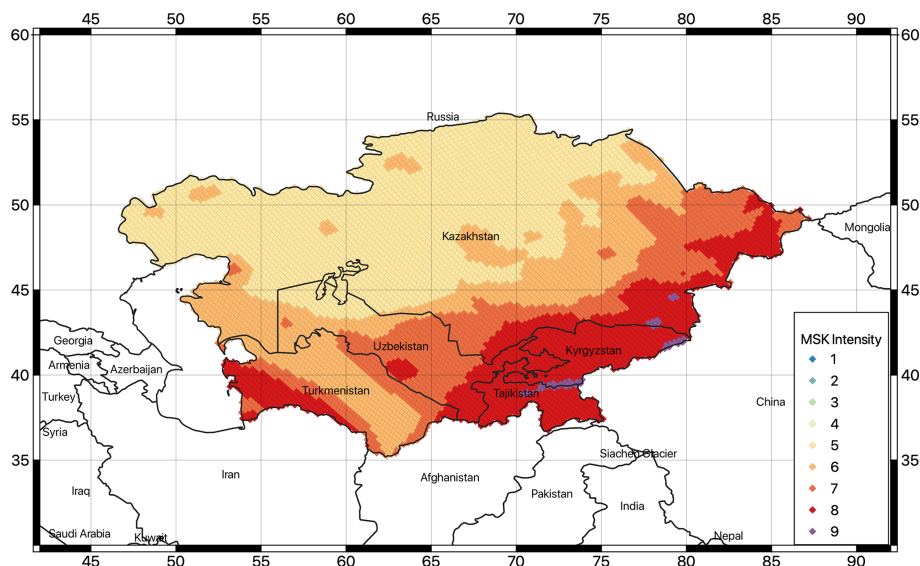 45 50 55 60 65 70 75 80 85 90
60 60
55 Russia 55
50 50
Mongolia
Kazakhstan
45 45
Georgia MSK Intensity
Uzbekistan Kyrgyzstan 1
Armenia Azerbaijan
40 40
2
Turkey Turkmenistan Tajikistan 3
China
4
Syria 5
35 Siachen Glacier 35
6
Iran Afghanistan
Iraq Pakistan 7
India 8
Saudi Arabia Kuwait Nepal 9
45 50 55 60 65 70 75 80 85 90